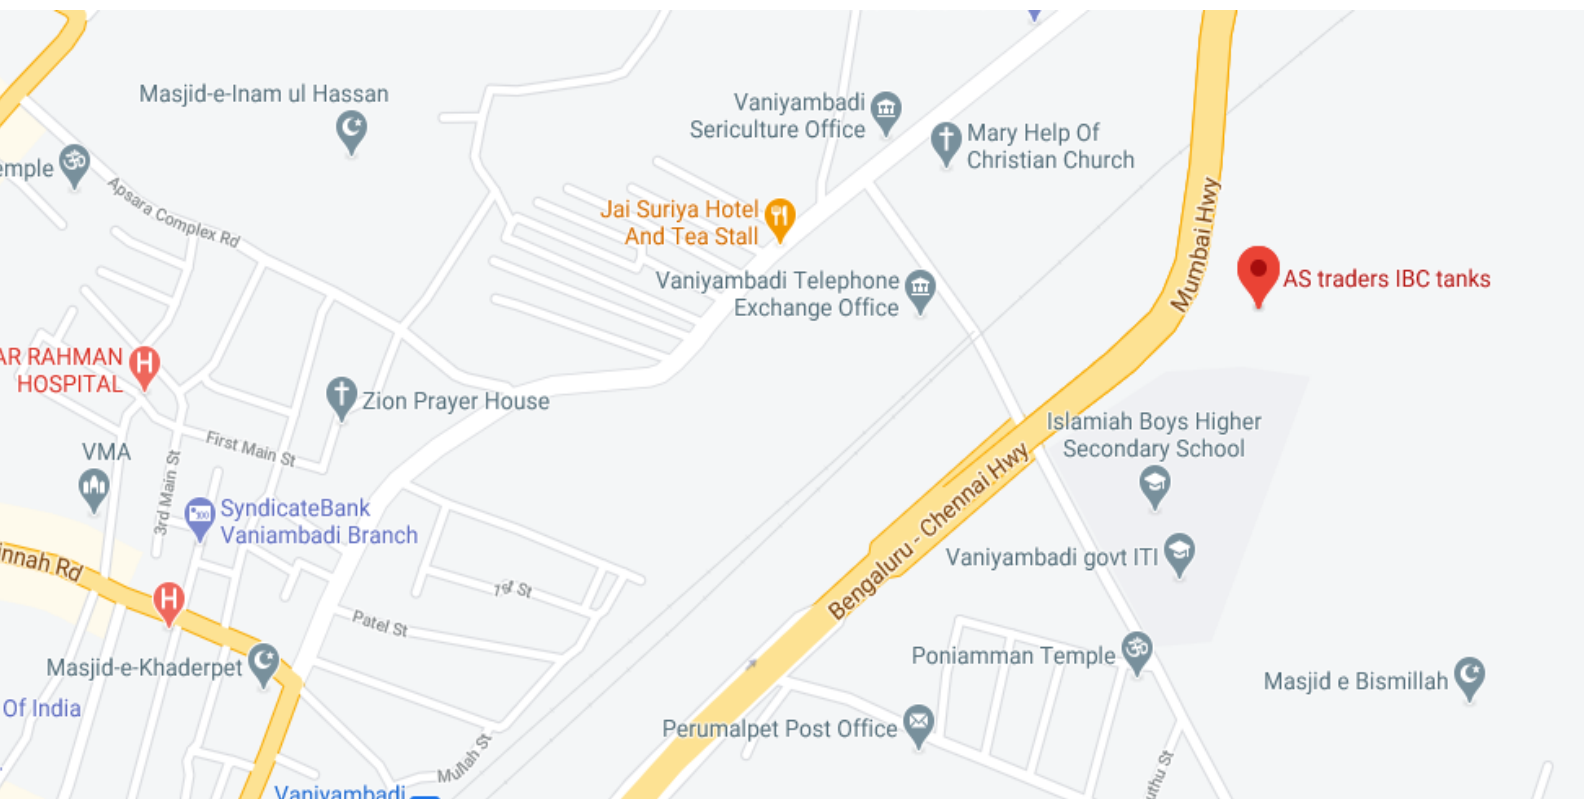 Masjid-e-Inam ul Hassan
Vaniyambadi
Sericulture Office
Mary Help Of
Christian Church
emple
Apsara Complex Rd
Jai Suriya Hotel
And Tea Stall
Mumbai Hwy
Vaniyambadi Telephone
Exchange Office
AS traders IBC tanks
AR RAHMAN
HOSPITAL
H
Zion Prayer House
Islamiah Boys Higher
Secondary School
First Main St
VMA
3rd Main St
Bengaluru - Chennai Hwy
SyndicateBank
Vaniambadi Branch
Vaniyambadi govt ITI
innah Rd
1st St
H
Patel St
Masjid-e-Khaderpet
Poniamman Temple
Masjid e Bismillah
Of India
Perumalpet Post Office
Mullah St
uthu St
Vaniyambadi